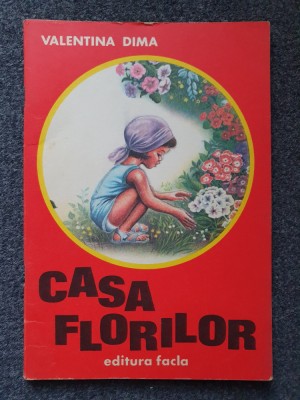 VALENTINA DIMA
CASA
FLORILOR
editura facla